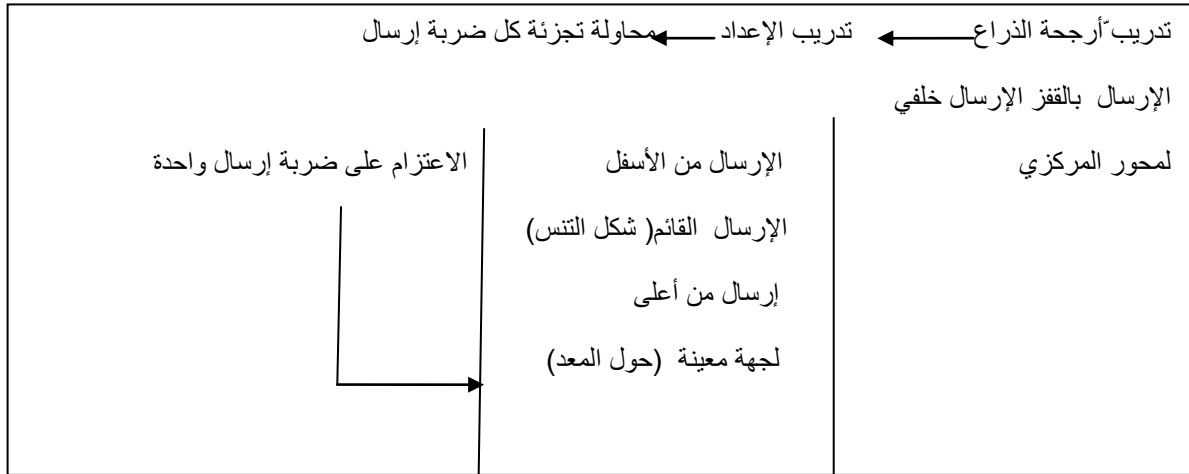 تدريب ّأرجحة الذراع تدريب الإعداد محاولة تجزئة كل ضربة إرسال
الإرسال بالقفز الإرسال خلفي
لمحور المركزي الإرسال من الأسفل الاعتزام على ضربة إرسال واحدة
الإرسال القائم( شكل التنس)
إرسال من أعلى
لجهة معينة (حول المعد)